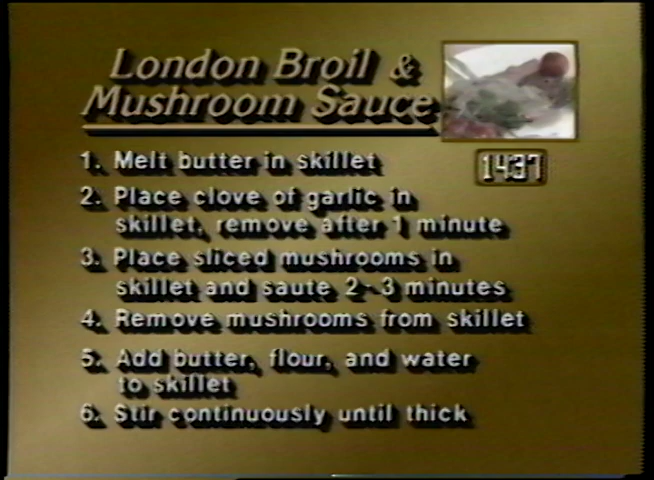 London Broil &
Mushroom Sauce
1437
1. Melt butter in skillet
2. Place clove of garlic in
skillet, remove after 1 minute
3. Place sliced mushrooms in
skillet and saute 2-3 minutes
4. Remove mushrooms from skillet
5. Add butter, flour, and water
to skillet
6. Stir continuously until thick